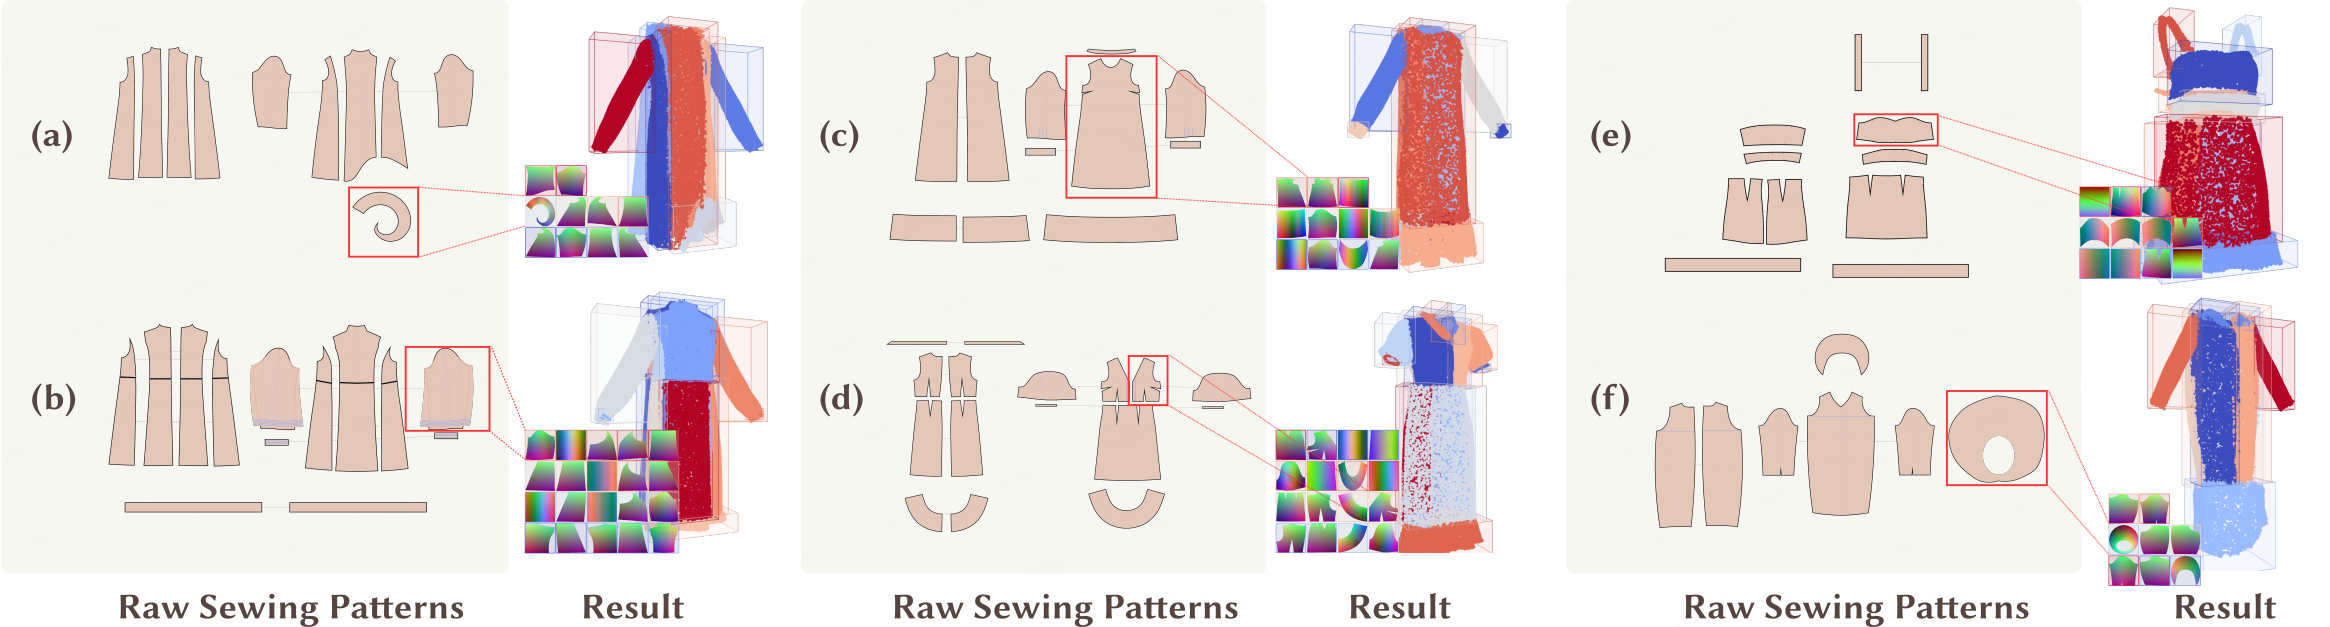 (a)
(b)
Raw Sewing Patterns
Result
(c)
(d)
Raw Sewing Patterns
Result
(e)
(f)
Raw Sewing Patterns
Result